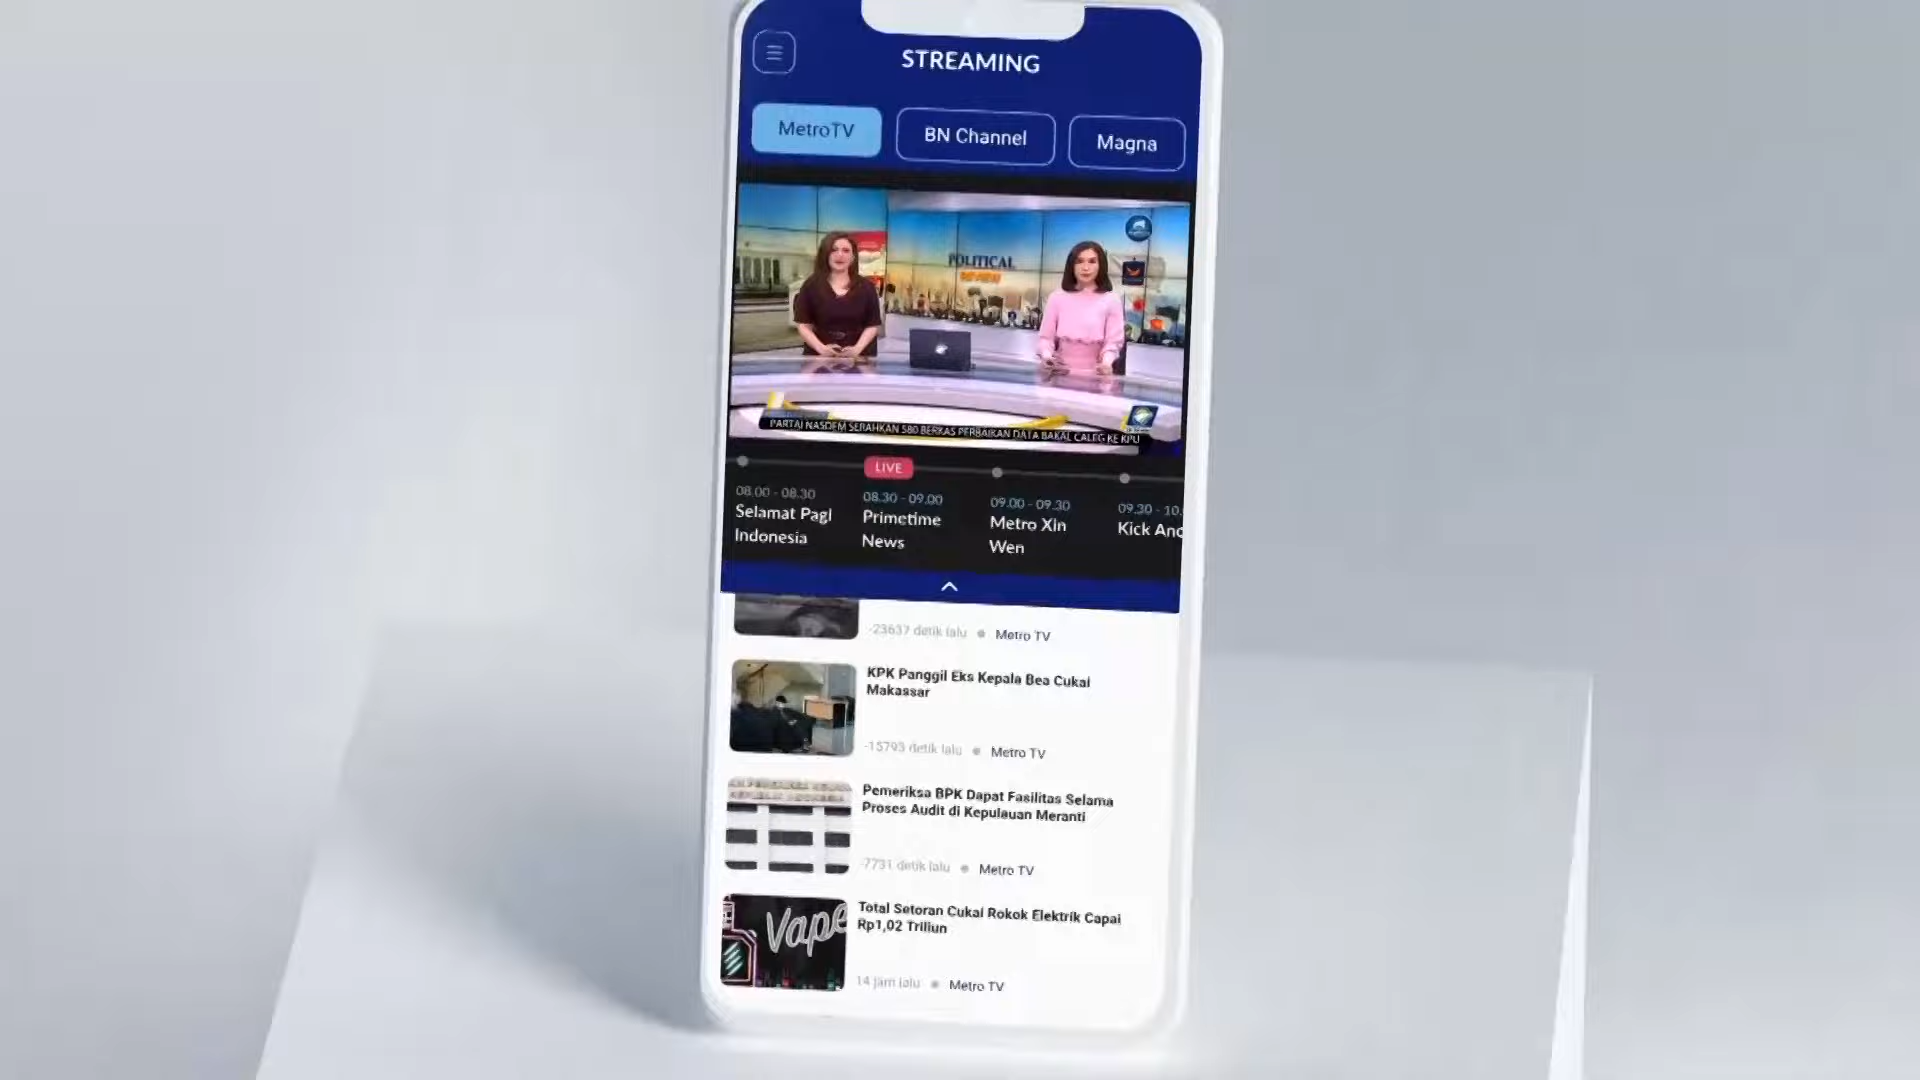 STREAMING
MetroTV
BN Channel
Magna
POLITICAL
REVIEW
PARTAI NASDEM SERAHKAN 580 BERKAS PERBAIKAN DATA BAKAL CALEG KE KPU
LIVE
08.00 - 08.30
Selamat Pagi
Indonesia
08.30 - 09.00
Primetime
News
09.00 - 09.30
Metro Xin
Wen
09.30 - 10.
Kick And
-23637 detik lalu
Metro TV
KPK Panggil Eks Kepala Bea Cukai
Makassar
-15793 detik lalu
Metro TV
Pemeriksa BPK Dapat Fasilitas Selama
Proses Audit di Kepulauan Meranti
-7731 detik lalu
Metro TV
Vape
Total Setoran Cukai Rokok Elektrik Capai
Rp1,02 Triliun
14 jam lalu
Metro TV